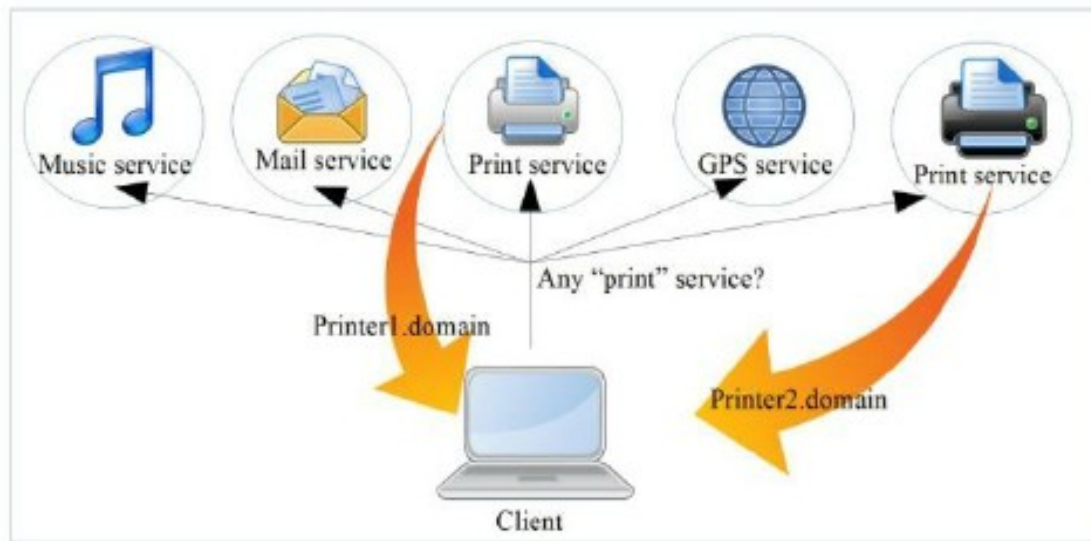 Music service
Mail service
Print service
GPS service
Print service
Any “print” service?
Printer1.domain
Printer2.domain
Client